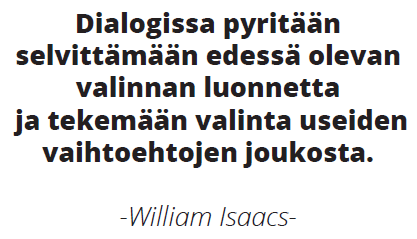 Dialogissa pyritään
selvittämään edessä olevan
valinnan luonnetta
ja tekemään valinta useiden
vaihtoehtojen joukosta.
-William Isaacs-